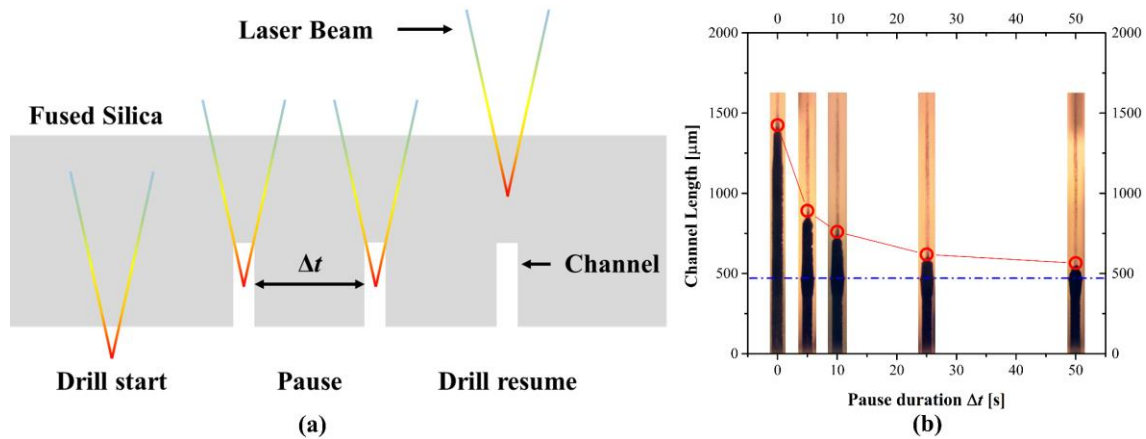 Laser Beam
Fused Silica
Δt
Channel
Drill start
Pause
Drill resume
(a)
0 10 20 30 40 50
2000 2000
1500 1500
1000 1000
500 500
0 0
Channel Length [μm]
0 10 20 30 40 50
Pause duration Δt [s]
(b)